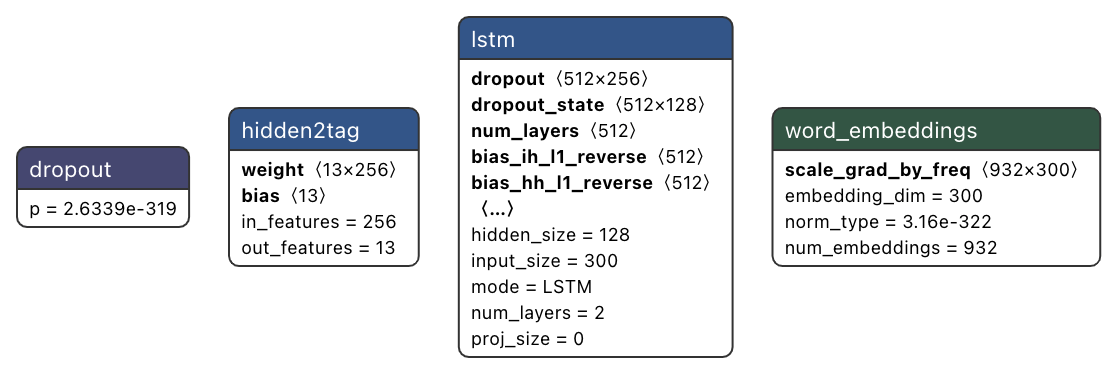 dropout
p = 2.6339e-319
hidden2tag
weight 〈13×256〉
bias 〈13〉
in_features = 256
out_features = 13
lstm
dropout 〈512×256〉
dropout_state 〈512×128〉
num_layers 〈512〉
bias_ih_l1_reverse 〈512〉
bias_hh_l1_reverse 〈512〉
〈...〉
hidden_size = 128
input_size = 300
mode = LSTM
num_layers = 2
proj_size = 0
word_embeddings
scale_grad_by_freq 〈932×300〉
embedding_dim = 300
norm_type = 3.16e-322
num_embeddings = 932